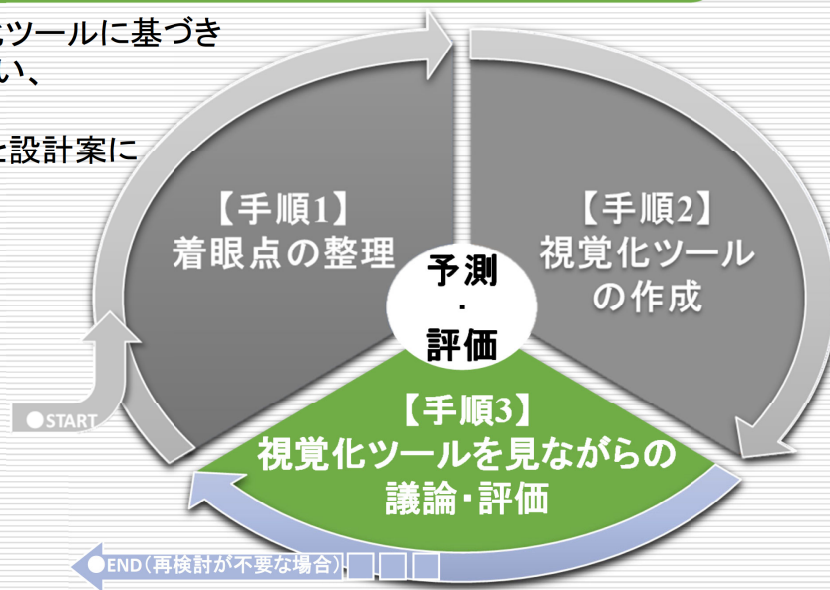 ツールに基づき
い、
設計案に
【手順1】
着眼点の整理
【手順2】
視覚化ツール
の作成
予測
・
評価
【手順3】
視覚化ツールを見ながらの
議論・評価
●START
●END(再検討が不要な場合)